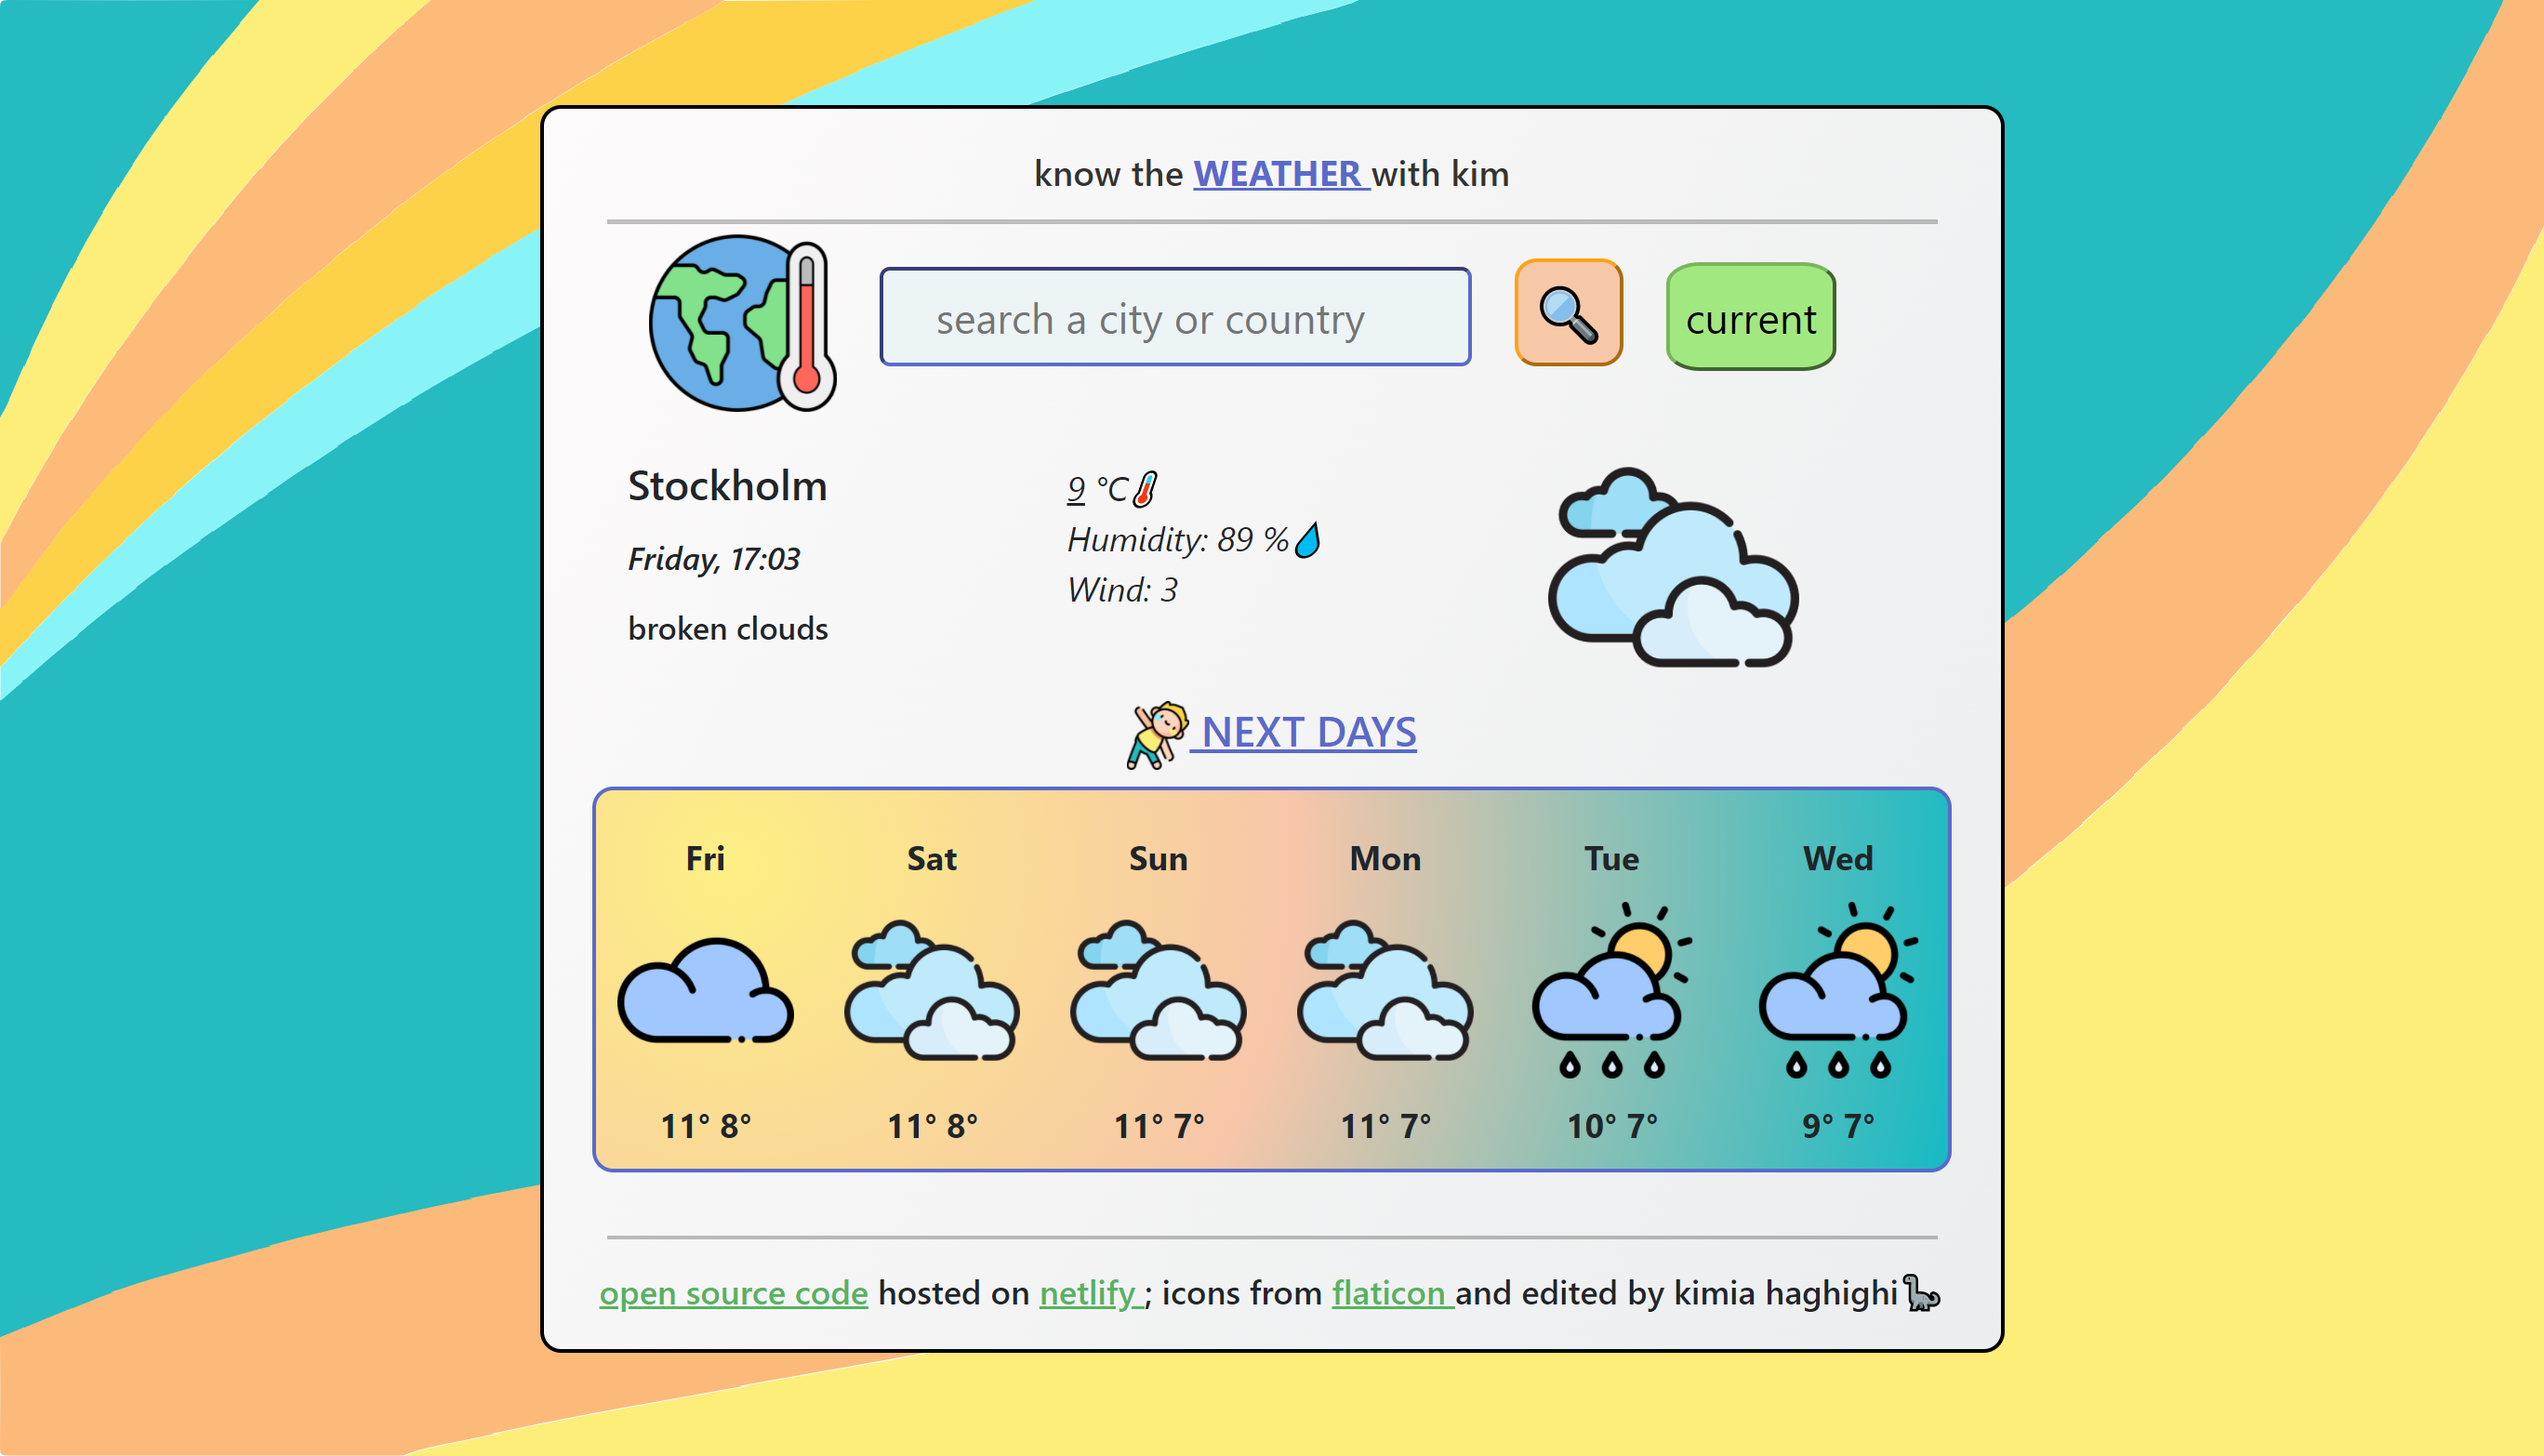 know the WEATHER with kim
search a city or country
current
Stockholm
Friday, 17:03
broken clouds
9 °C
Humidity: 89 %
Wind: 3
NEXT DAYS
Fri Sat Sun Mon Tue Wed
11° 8° 11° 8° 11° 7° 11° 7° 10° 7° 9° 7°
open source code hosted on netlify ; icons from flaticon and edited by kimia haghighi